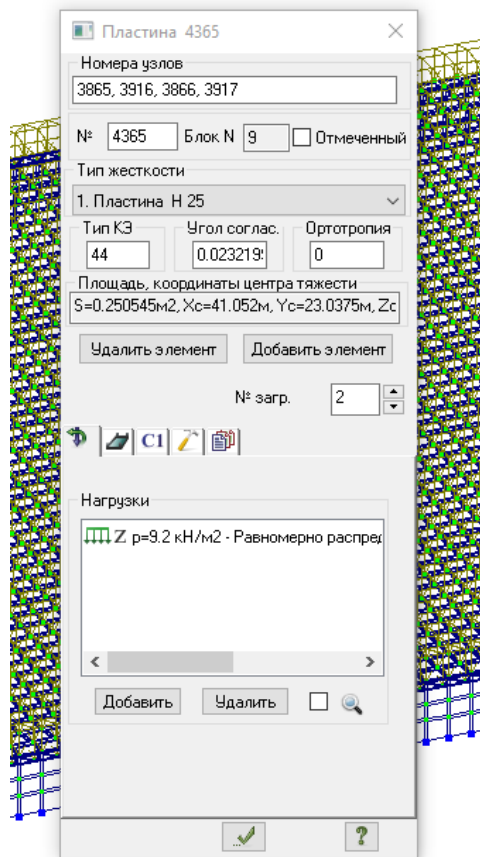 Пластина 4365
Номера узлов
3865, 3916, 3866, 3917
№ 4365 Блок N 9 Отмеченный
Тип жесткости
1. Пластина H 25
Тип КЭ Угол соглас. Ортотропия
44 0.023219 0
Площадь, координаты центра тяжести
S=0.250545м2, Xc=41.052м, Yc=23.0375м, Zc
Удалить элемент Добавить элемент
№ загр. 2
C1
Нагрузки
Z p=9.2 кН/м2 - Равномерно распред
Добавить Удалить
?